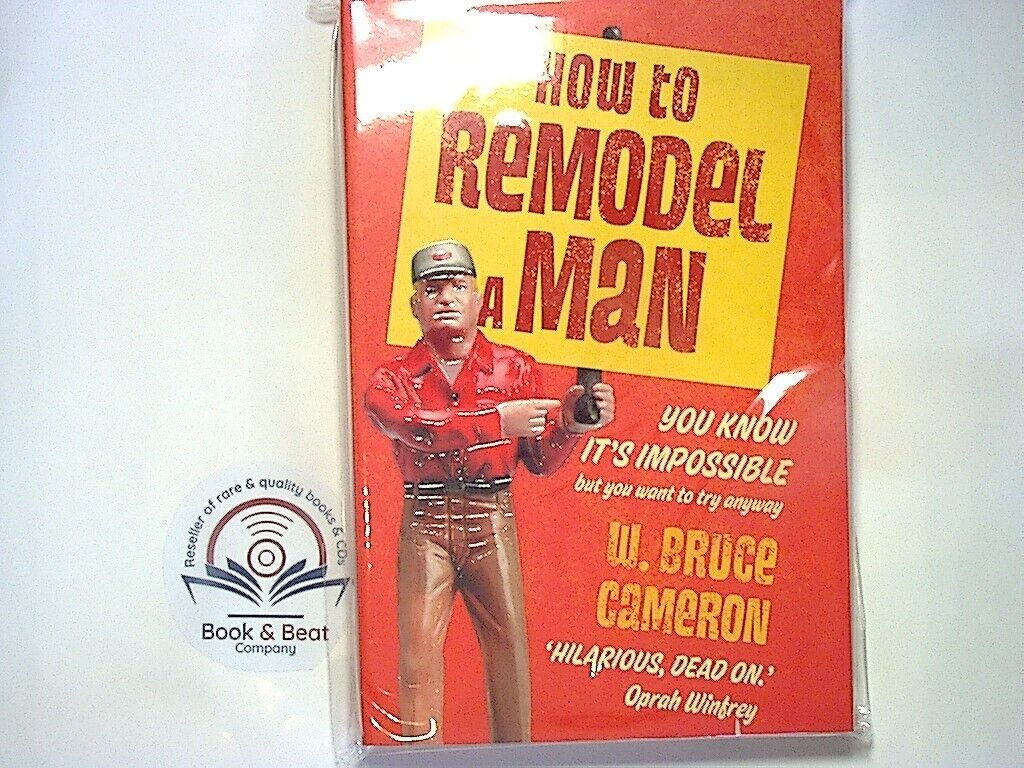 HOW tO
ReMODeL
A MaN
YOU KNOW
IT'S IMPOSSIBLE
but you want to try anyway
W. BRUCe
CaMeRON
'HILARIOUS, DEAD ON.'
Oprah Winfrey
Reseller of rare & quality books & CDs
Book & Beat
Company